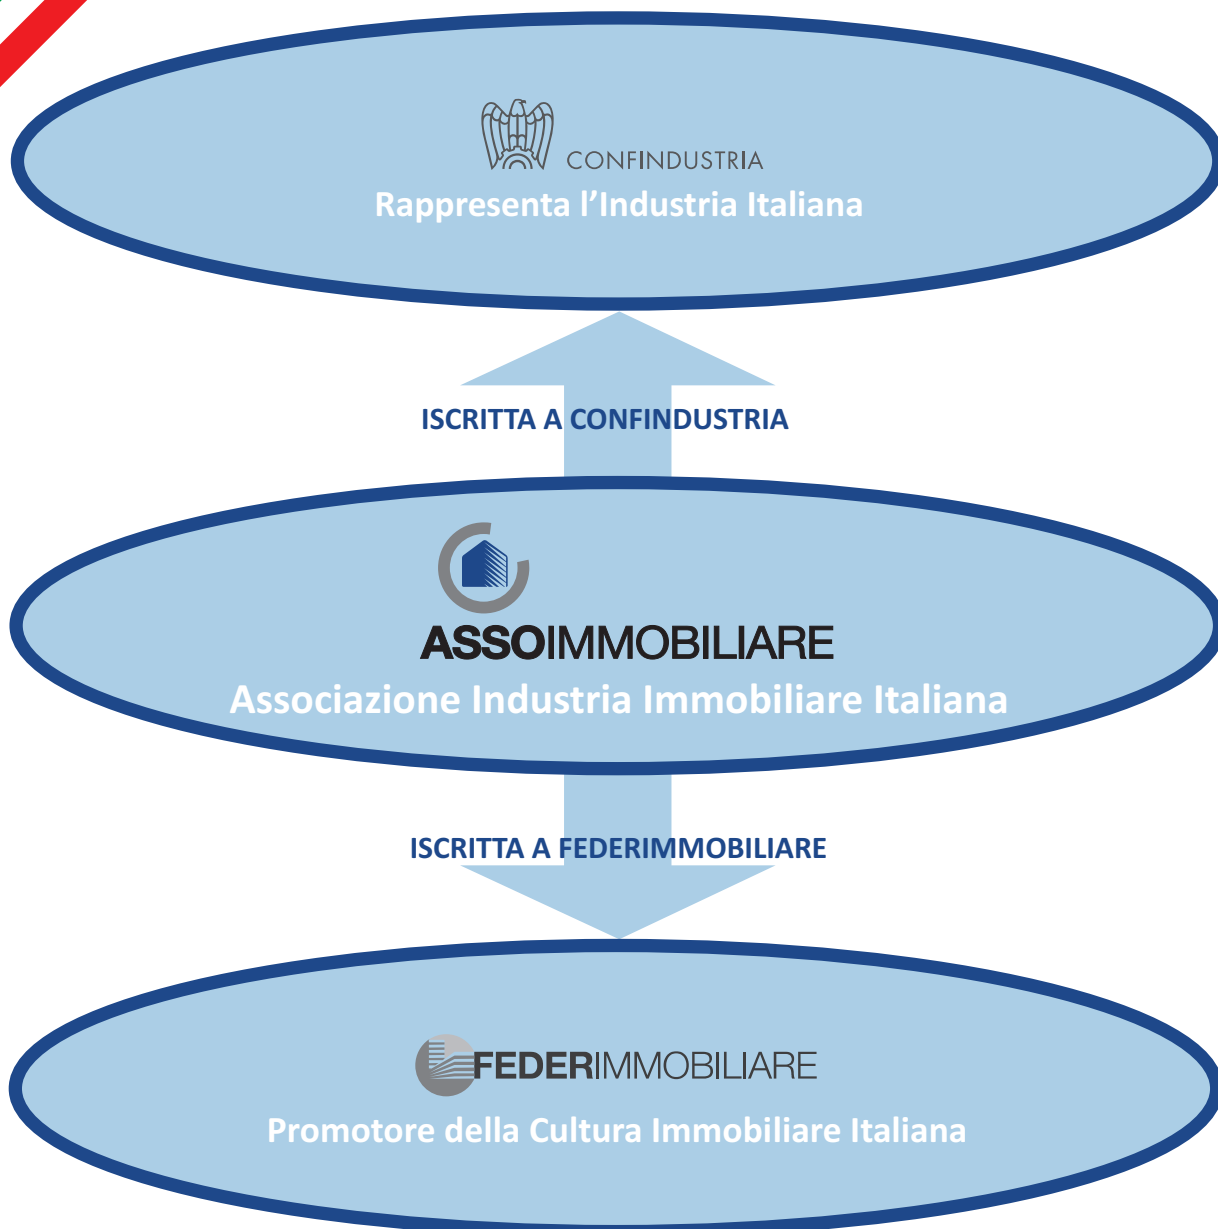 CONFINDUSTRIA
Rappresenta l’Industria Italiana
ISCRITTA A CONFINDUSTRIA
ASSOIMMOBILIARE
Associazione Industria Immobiliare Italiana
ISCRITTA A FEDERIMMOBILIARE
FEDERIMMOBILIARE
Promotore della Cultura Immobiliare Italiana